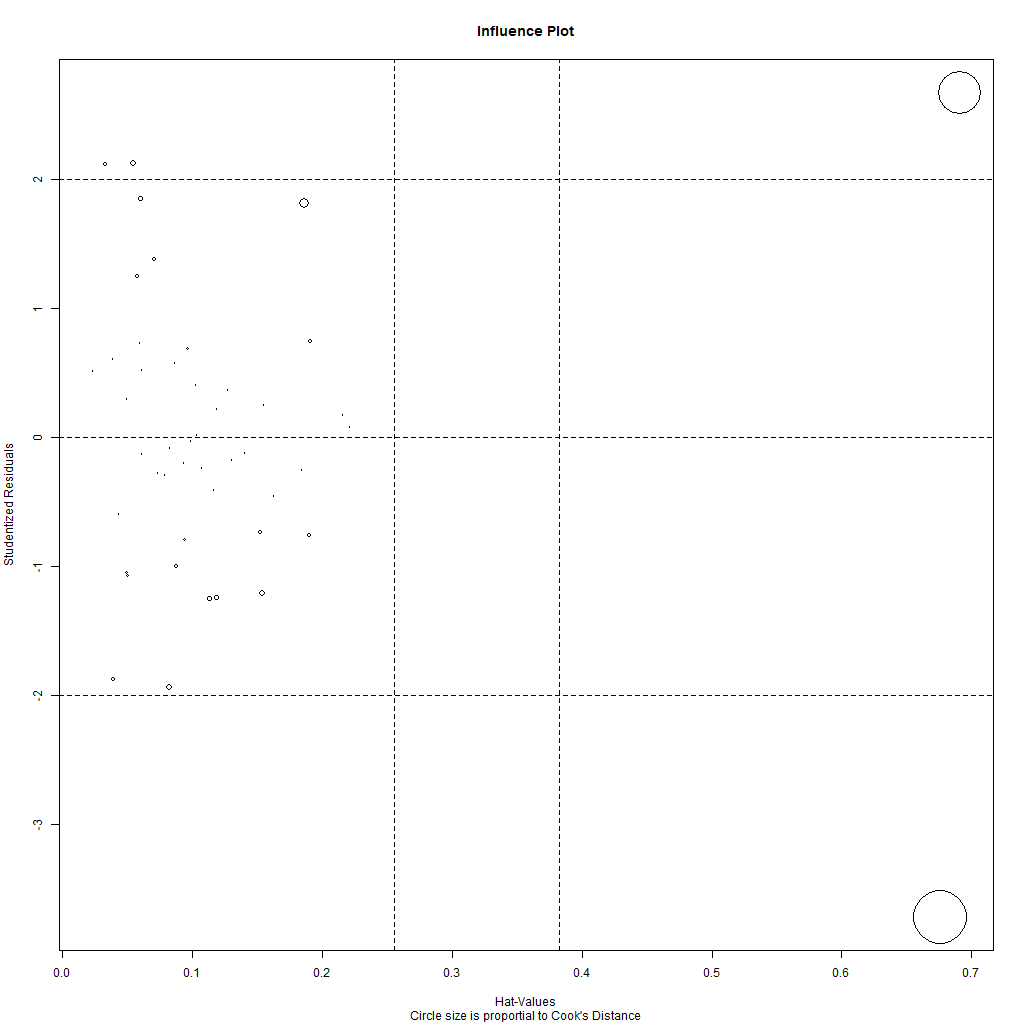 Influence Plot
Studentized Residuals
2
1
0
-1
-2
-3
0.0 0.1 0.2 0.3 0.4 0.5 0.6 0.7
Hat-Values
Circle size is proportial to Cook's Distance